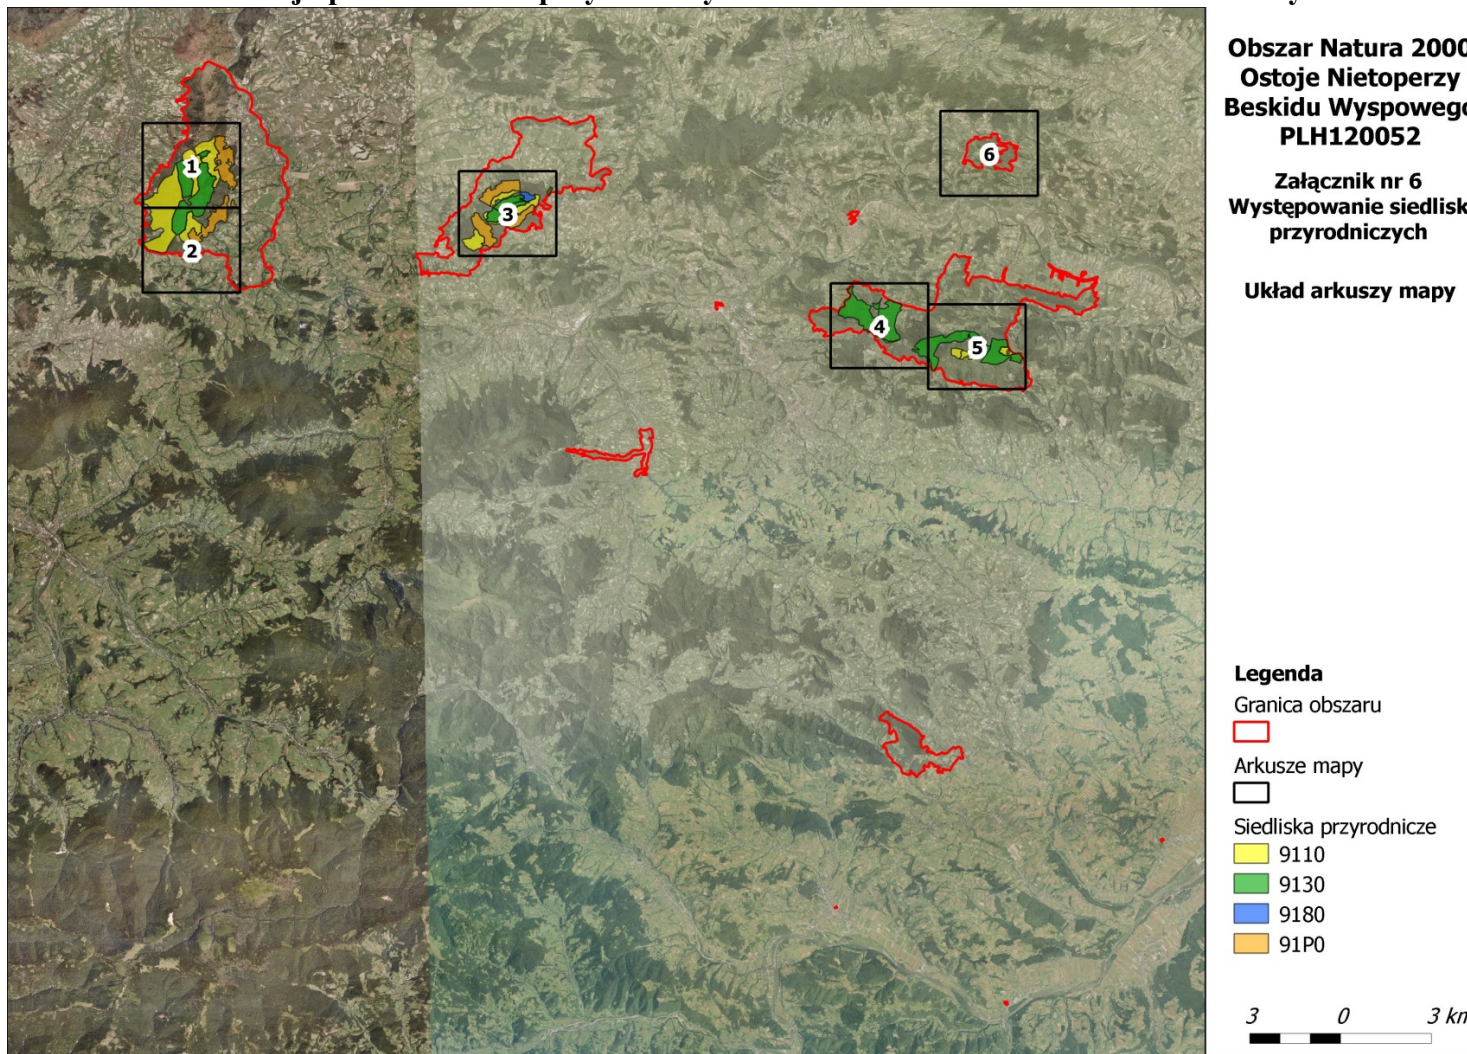 Obszar Natura 2000
Ostoje Nietoperzy
Beskidu Wyspowego
PLH120052
Załącznik nr 6
Występowanie siedlisk
przyrodniczych
Układ arkuszy mapy
1
2
3
4
5
6
Legenda
Granica obszaru
Arkusze mapy
Siedliska przyrodnicze
9110
9130
9180
91P0
3 0 3 km